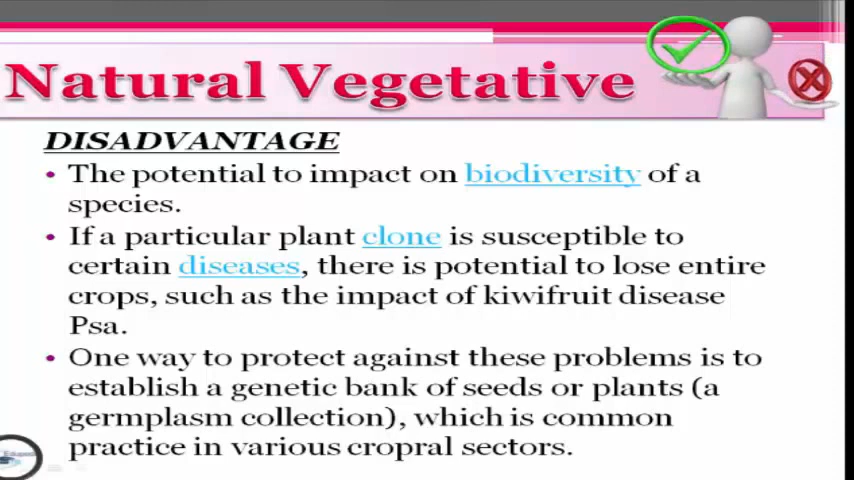 Natural Vegetative
DISADVANTAGE
• The potential to impact on biodiversity of a
species.
• If a particular plant clone is susceptible to
certain diseases, there is potential to lose entire
crops, such as the impact of kiwifruit disease
Psa.
• One way to protect against these problems is to
establish a genetic bank of seeds or plants (a
germplasm collection), which is common
practice in various cropral sectors.